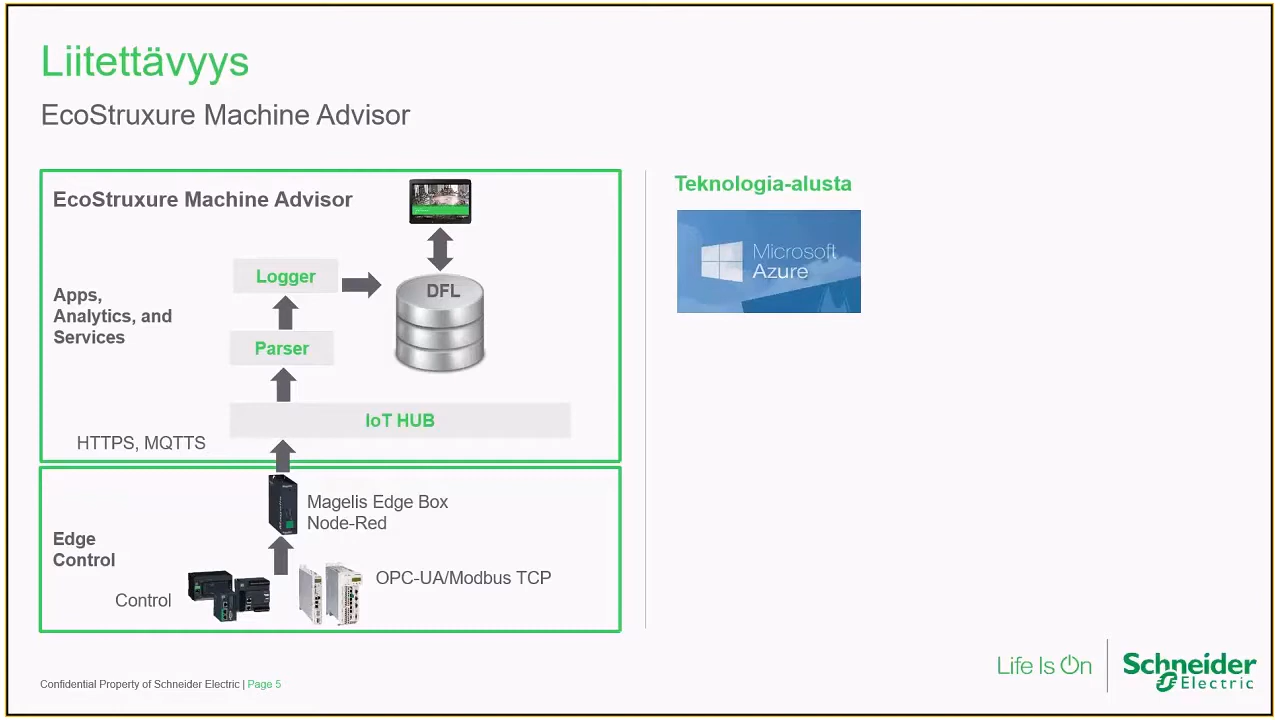 Liitettävyys
EcoStruxure Machine Advisor
EcoStruxure Machine Advisor
Logger
DFL
Apps,
Analytics, and
Services
Parser
IoT HUB
HTTPS, MQTTS
Magelis Edge Box
Node-Red
Edge
Control
OPC-UA/Modbus TCP
Control
Teknologia-alusta
Microsoft
Azure
Life Is On
Schneider
Electric
Confidential Property of Schneider Electric | Page 5